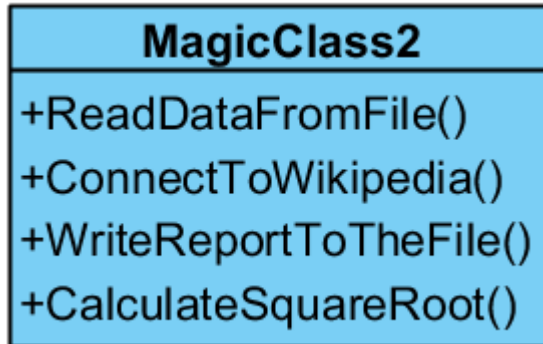 MagicClass2
+ReadDataFromFile()
+ConnectToWikipedia()
+WriteReportToTheFile()
+CalculateSquareRoot()